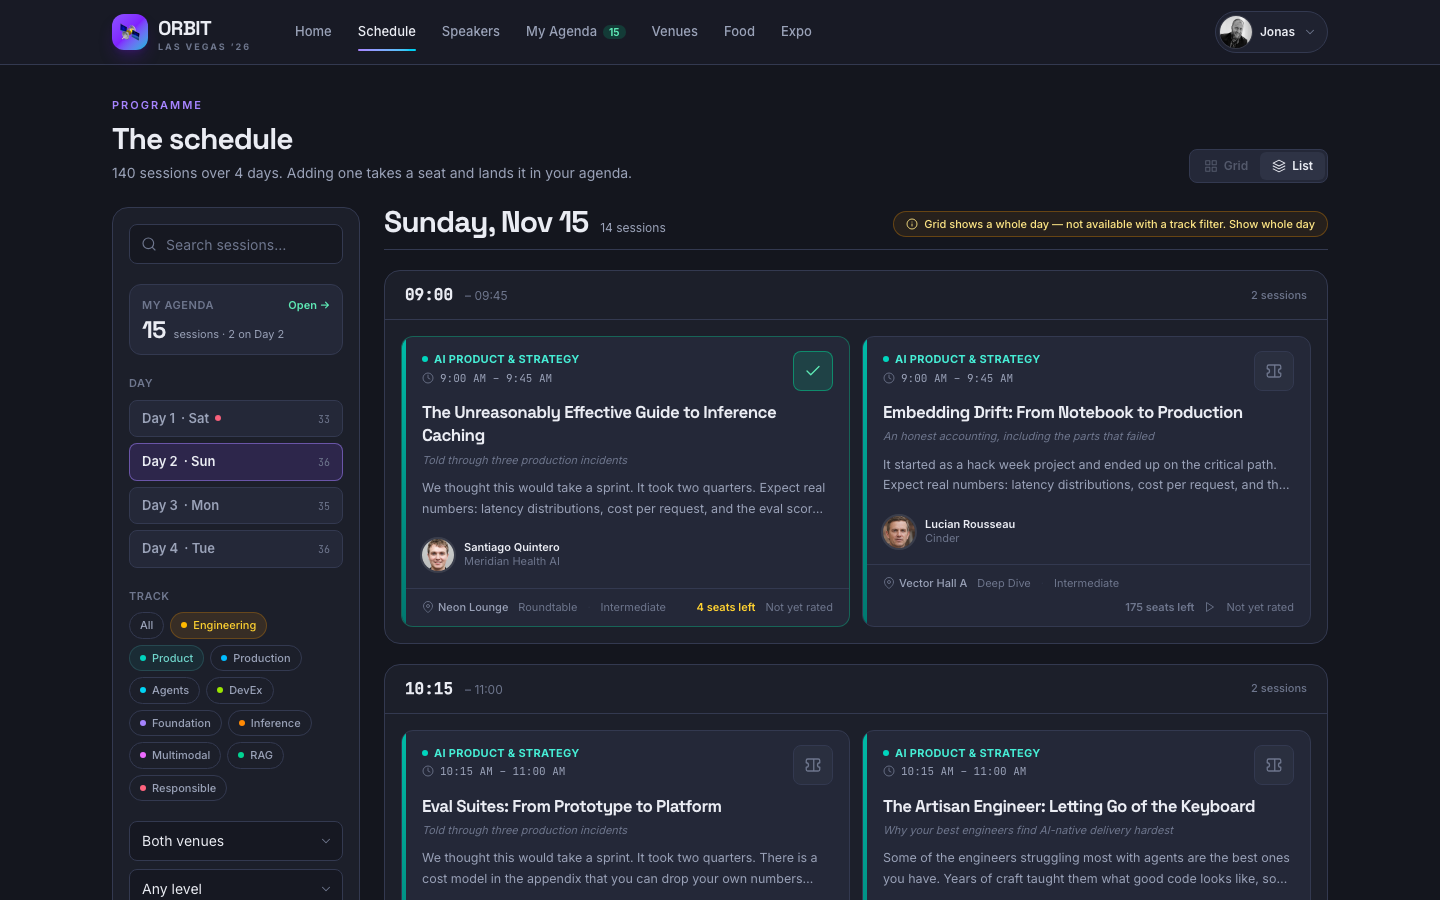 ORBIT
LAS VEGAS '26
Home
Schedule
Speakers
My Agenda 15
Venues
Food
Expo
Jonas
PROGRAMME
The schedule
140 sessions over 4 days. Adding one takes a seat and lands it in your agenda.
Grid
List
Search sessions...
MY AGENDA
Open →
15 sessions · 2 on Day 2
DAY
Day 1 · Sat 33
Day 2 · Sun 36
Day 3 · Mon 35
Day 4 · Tue 36
TRACK
All
Engineering
Product
Production
Agents
DevEx
Foundation
Inference
Multimodal
RAG
Responsible
Both venues
Any level
Sunday, Nov 15 14 sessions
Grid shows a whole day — not available with a track filter. Show whole day
09:00 – 09:45
2 sessions
AI PRODUCT & STRATEGY
9:00 AM – 9:45 AM
The Unreasonably Effective Guide to Inference
Caching
Told through three production incidents
We thought this would take a sprint. It took two quarters. Expect real
numbers: latency distributions, cost per request, and the eval scor...
Santiago Quintero
Meridian Health AI
Neon Lounge Roundtable Intermediate 4 seats left Not yet rated
AI PRODUCT & STRATEGY
9:00 AM – 9:45 AM
Embedding Drift: From Notebook to Production
An honest accounting, including the parts that failed
It started as a hack week project and ended up on the critical path.
Expect real numbers: latency distributions, cost per request, and th...
Lucian Rousseau
Cinder
Vector Hall A Deep Dive Intermediate
175 seats left Not yet rated
10:15 – 11:00
2 sessions
AI PRODUCT & STRATEGY
10:15 AM – 11:00 AM
Eval Suites: From Prototype to Platform
Told through three production incidents
We thought this would take a sprint. It took two quarters. There is a
cost model in the appendix that you can drop your own numbers...
AI PRODUCT & STRATEGY
10:15 AM – 11:00 AM
The Artisan Engineer: Letting Go of the Keyboard
Why your best engineers find AI-native delivery hardest
Some of the engineers struggling most with agents are the best ones
you have. Years of craft taught them what good code looks like, so...